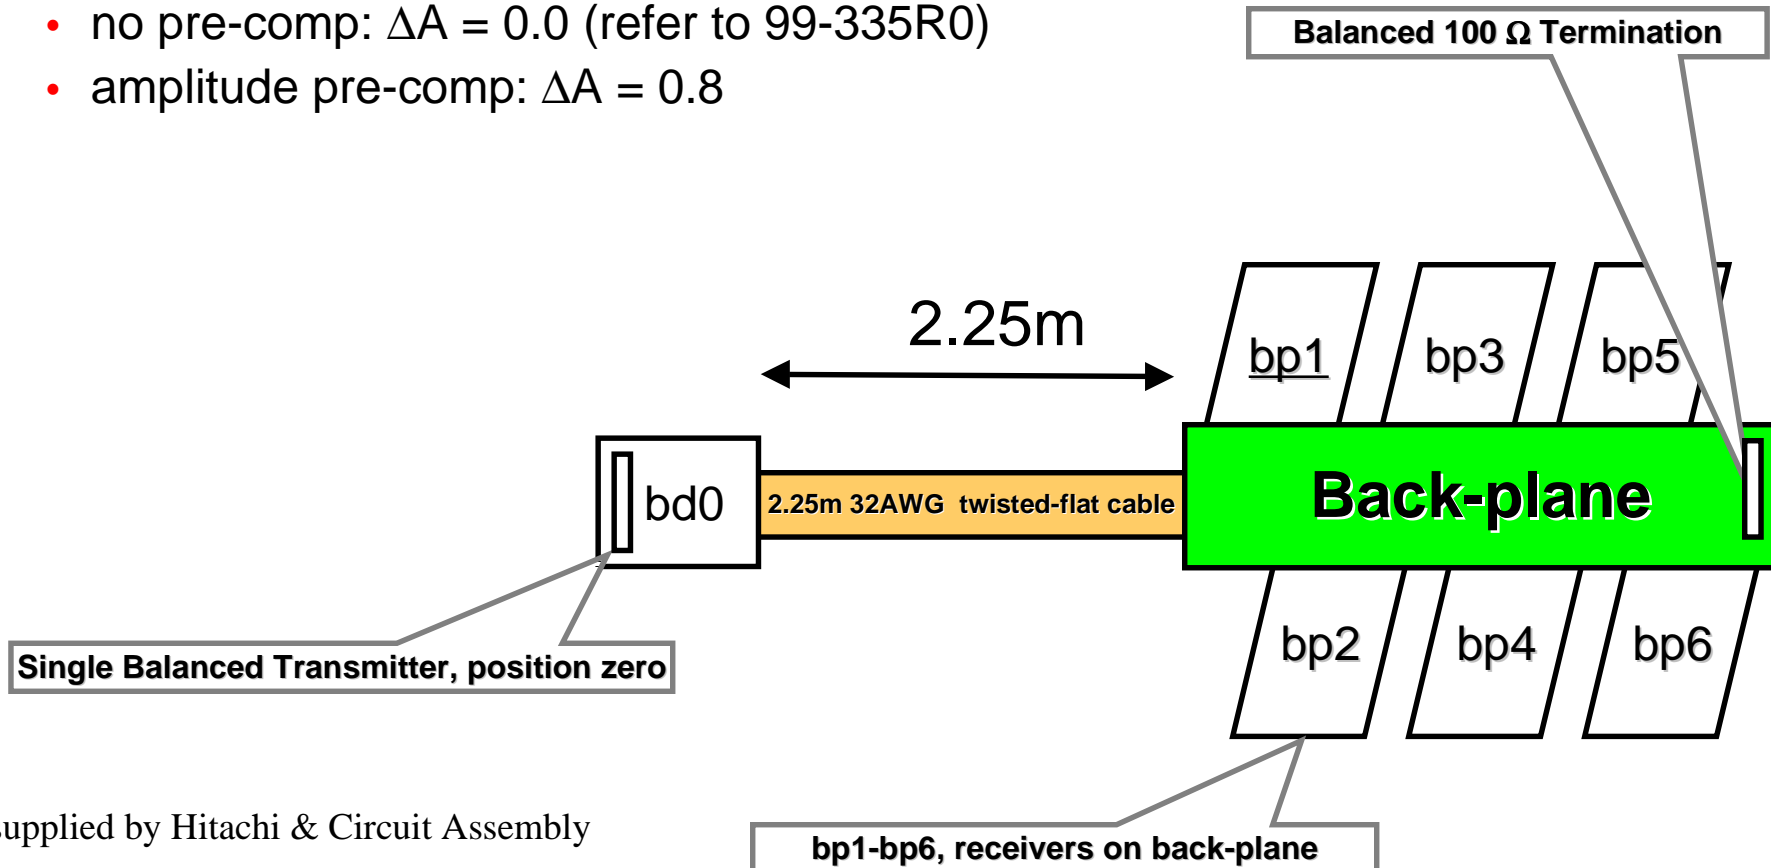 • no pre-comp: ΔA = 0.0 (refer to 99-335R0)
• amplitude pre-comp: ΔA = 0.8
Balanced 100 Ω Termination
2.25m
bp1
bp3
bp5
bd0
2.25m 32AWG twisted-flat cable
Back-plane
Single Balanced Transmitter, position zero
bp2
bp4
bp6
supplied by Hitachi & Circuit Assembly
bp1-bp6, receivers on back-plane